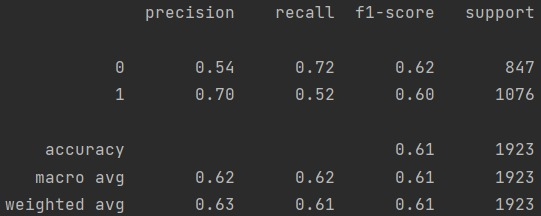 precision recall f1-score support
0 0.54 0.72 0.62 847
1 0.70 0.52 0.60 1076
accuracy 0.61 1923
macro avg 0.62 0.62 0.61 1923
weighted avg 0.63 0.61 0.61 1923